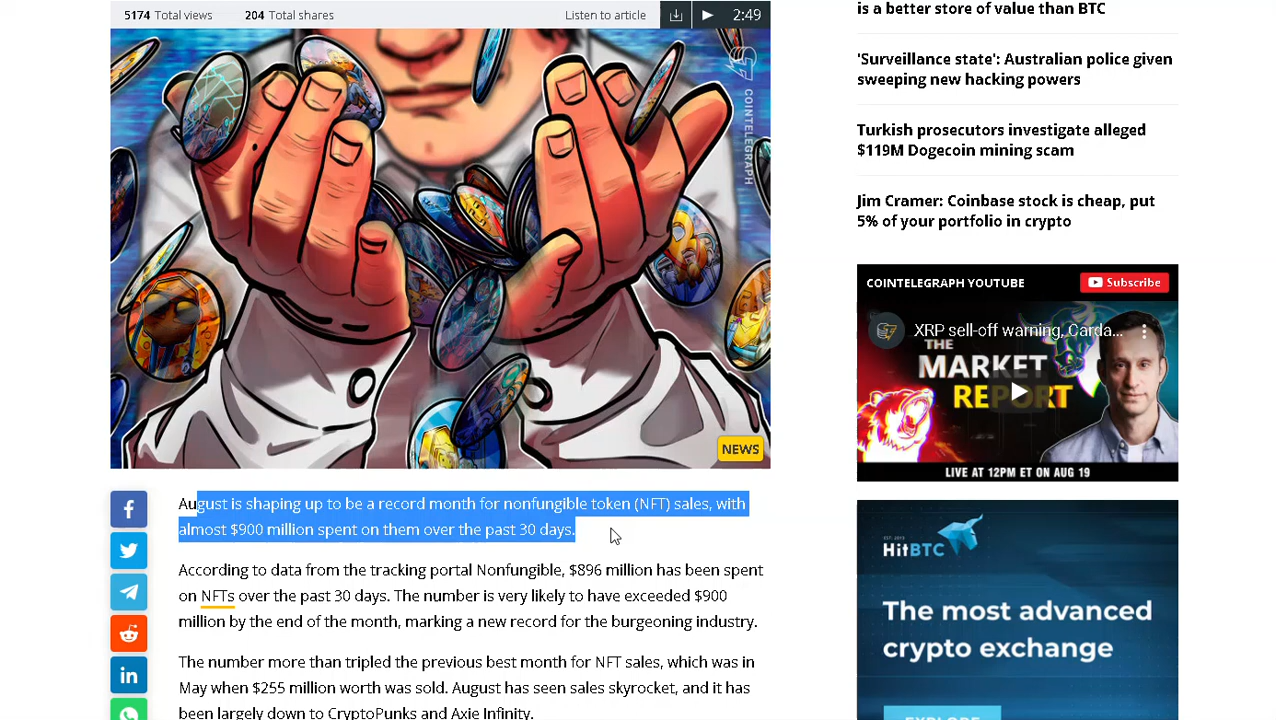 5174 Total views 204 Total shares Listen to article 2:49
COINTELEGRAPH
NEWS
August is shaping up to be a record month for nonfungible token (NFT) sales, with
almost $900 million spent on them over the past 30 days.
According to data from the tracking portal Nonfungible, $896 million has been spent
on NFTs over the past 30 days. The number is very likely to have exceeded $900
million by the end of the month, marking a new record for the burgeoning industry.
The number more than tripled the previous best month for NFT sales, which was in
May when $255 million worth was sold. August has seen sales skyrocket, and it has
been largely down to CryptoPunks and Axie Infinity.
is a better store of value than BTC
'Surveillance state': Australian police given
sweeping new hacking powers
Turkish prosecutors investigate alleged
$119M Dogecoin mining scam
Jim Cramer: Coinbase stock is cheap, put
5% of your portfolio in crypto
COINTELEGRAPH YOUTUBE Subscribe
XRP sell-off warning, Carda...
THE
MARKET
REPORT
LIVE AT 12PM ET ON AUG 19
HitBTC
The most advanced
crypto exchange
EXPLORE